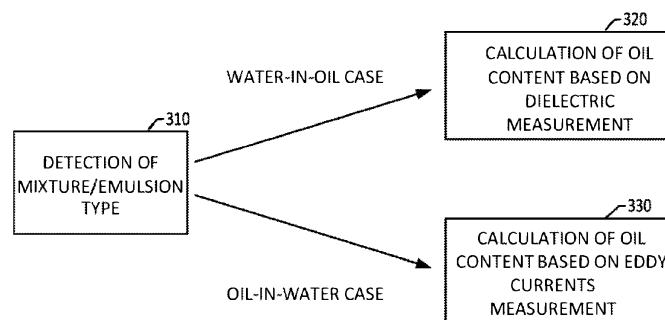 320
CALCULATION OF OIL
CONTENT BASED ON
DIELECTRIC
MEASUREMENT
WATER-IN-OIL CASE
310
DETECTION OF
MIXTURE/EMULSION
TYPE
330
CALCULATION OF OIL
CONTENT BASED ON EDDY
CURRENTS
MEASUREMENT
OIL-IN-WATER CASE